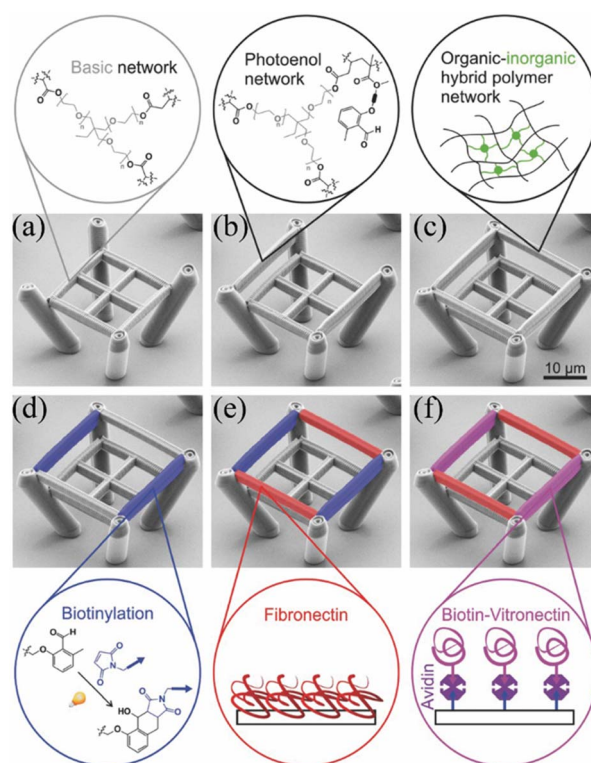 Basic network
Photoenol
network
Organic-inorganic
hybrid polymer
network
O
O
O
O
n
n
n
n
O
O
O
O
H
O
(a)
(b)
(c)
10 µm
(d)
(e)
(f)
Biotinylation
Fibronectin
Biotin-Vitronectin
O
H
O
O
N
O
HO
O
N
O
O
Avidin